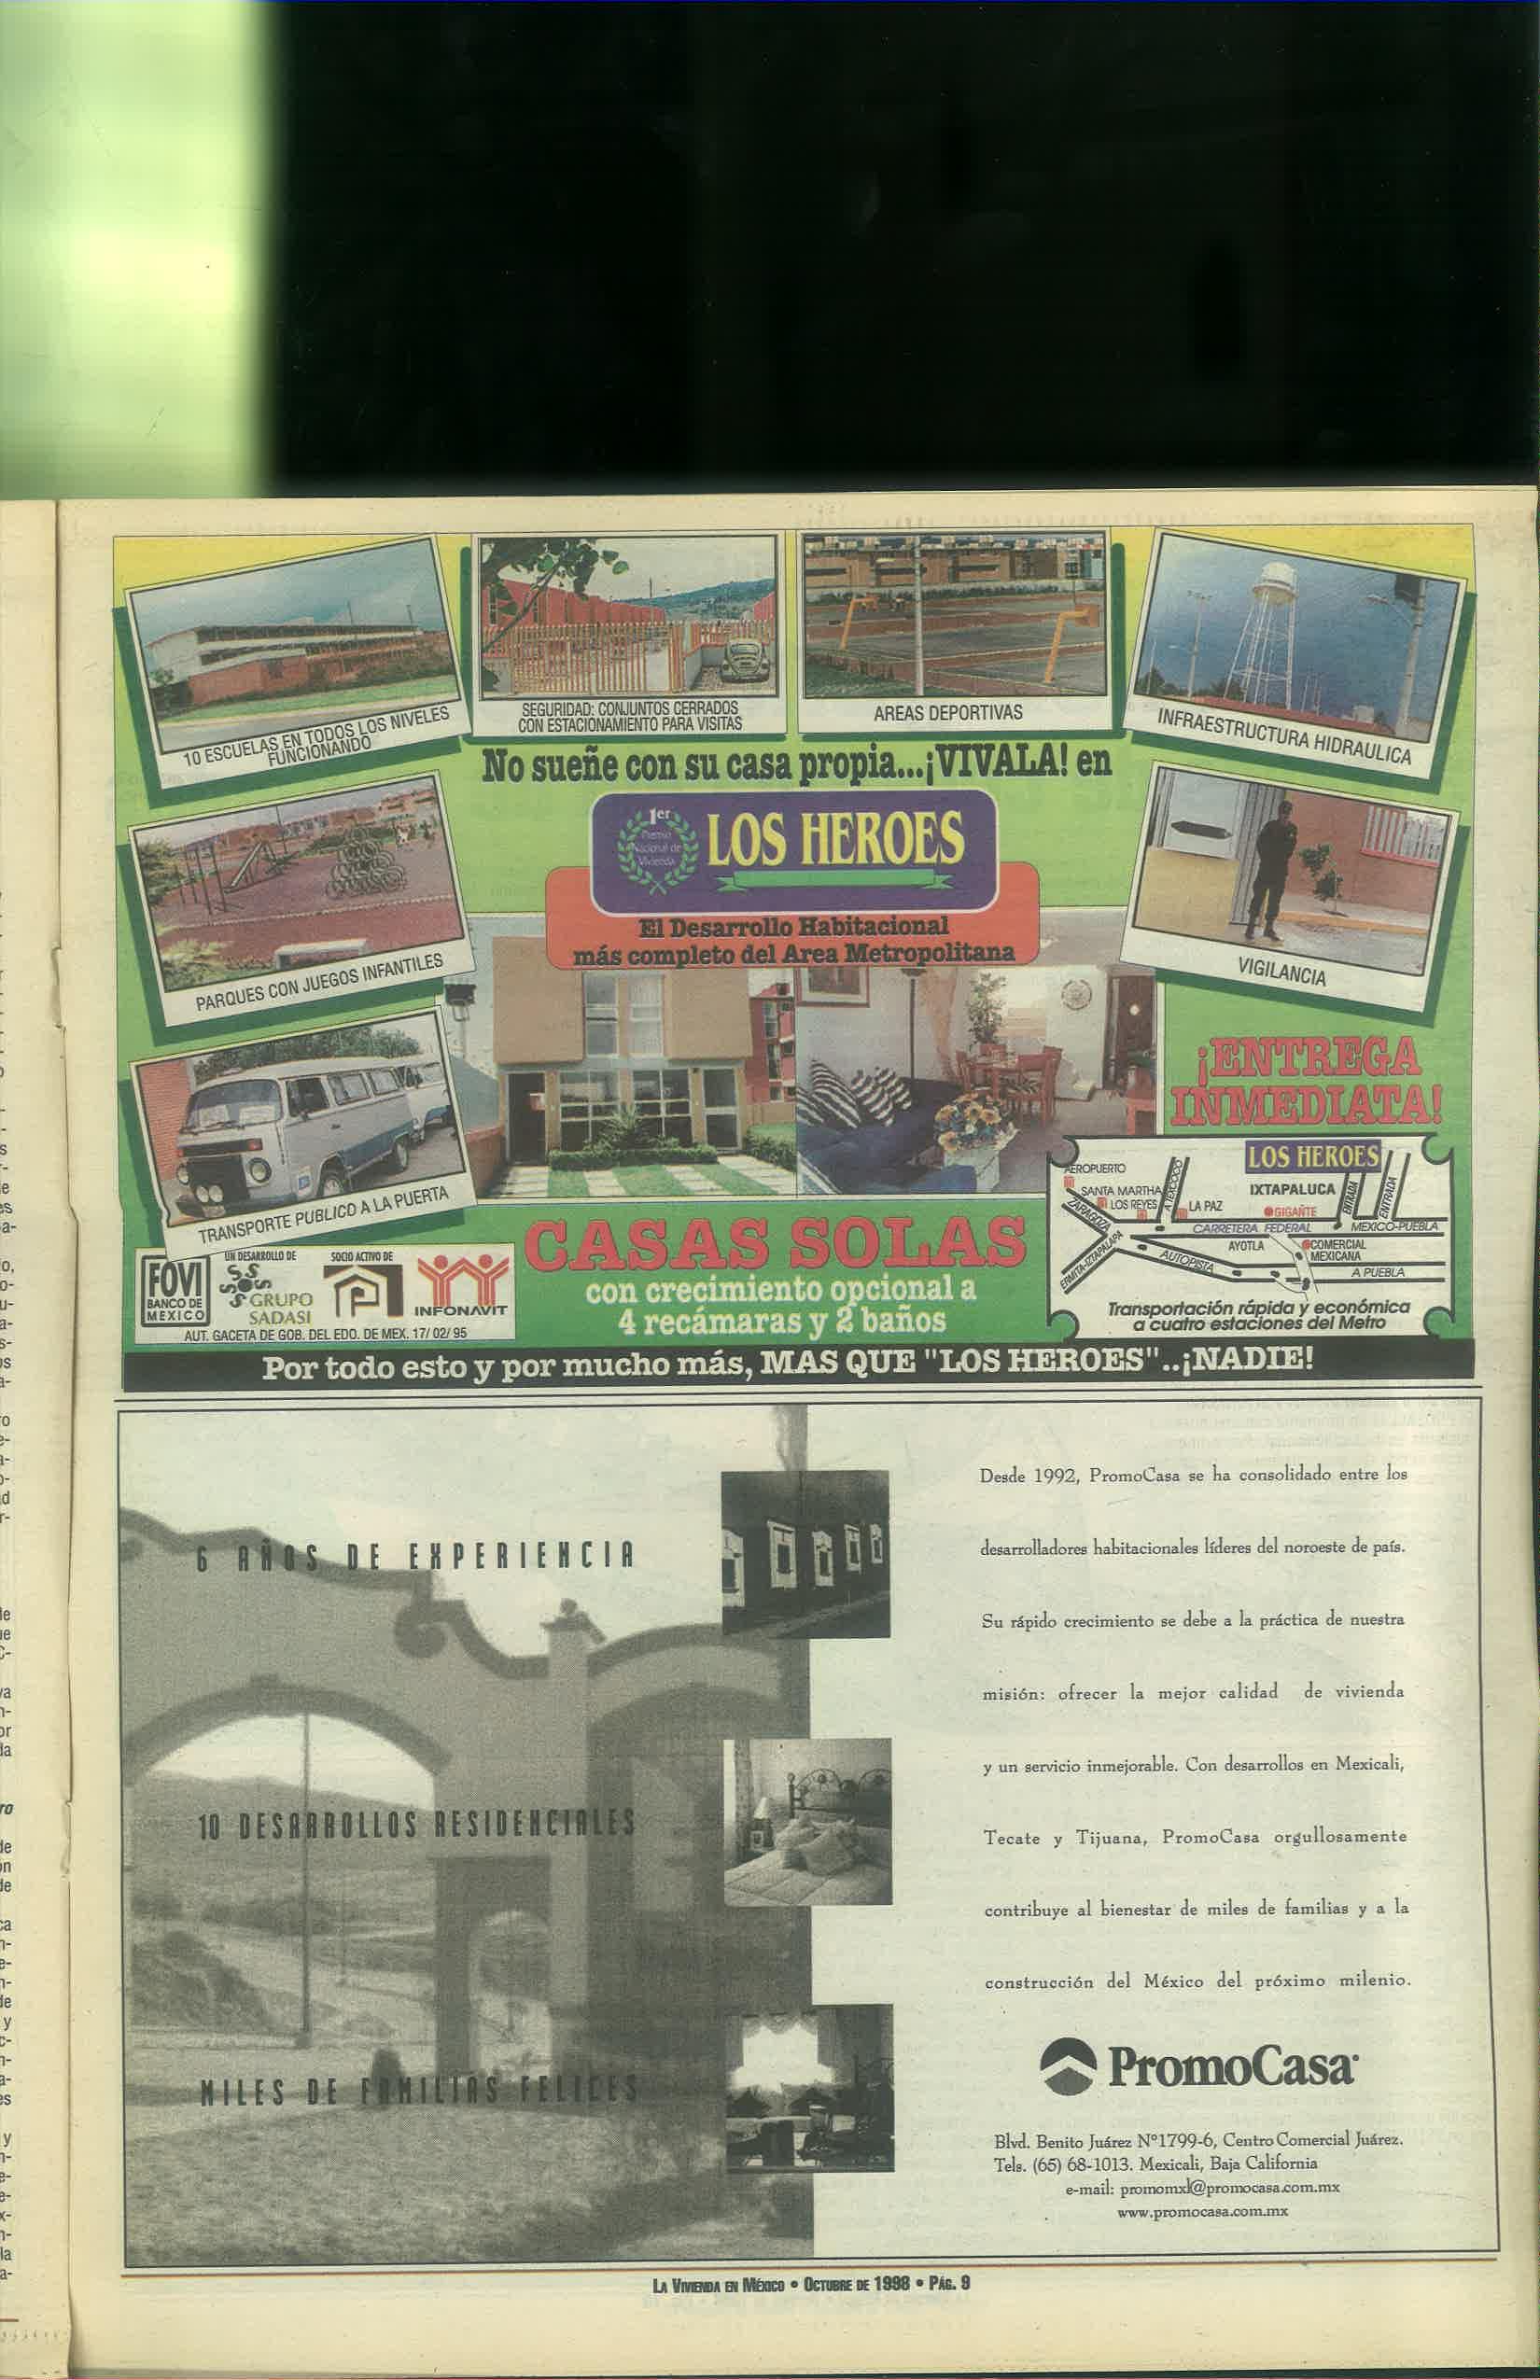 10 ESCUELAS EN TODOS LOS NIVELES
FUNCIONANDO
SEGURIDAD: CONJUNTOS CERRADOS
CON ESTACIONAMIENTO PARA VISITAS
AREAS DEPORTIVAS
INFRAESTRUCTURA HIDRAULICA
No sueñe con su casa propia...¡VIVALA! en
1er
Premio
Nacional de
Vivienda
LOS HEROES
El Desarrollo Habitacional
más completo del Area Metropolitana
PARQUES CON JUEGOS INFANTILES
VIGILANCIA
TRANSPORTE PUBLICO A LA PUERTA
¡ENTREGA
INMEDIATA!
FOVI
BANCO DE
MEXICO
UN DESARROLLO DE
GRUPO
SADASI
SOCIO ACTIVO DE
INFONAVIT
AUT. GACETA DE GOB. DEL EDO. DE MEX. 17/02/95
CASAS SOLAS
con crecimiento opcional a
4 recámaras y 2 baños
LOS HEROES
AEROPUERTO
SANTA MARTHA
LOS REYES
A TEXCOCO
LA PAZ
IXTAPALUCA
GIGANTE
ENTRADA
ENTRADA
ZARAGOZA
CARRETERA FEDERAL
MEXICO-PUEBLA
ERMITA-IZTAPALAPA
AYOTLA
COMERCIAL
MEXICANA
AUTOPISTA
A PUEBLA
Transportación rápida y económica
a cuatro estaciones del Metro
Por todo esto y por mucho más, MAS QUE "LOS HEROES"..¡NADIE!
6 AÑOS DE EXPERIENCIA
10 DESARROLLOS RESIDENCIALES
MILES DE FAMILIAS FELICES
Desde 1992, PromoCasa se ha consolidado entre los
desarrolladores habitacionales líderes del noroeste de país.
Su rápido crecimiento se debe a la práctica de nuestra
misión: ofrecer la mejor calidad de vivienda
y un servicio inmejorable. Con desarrollos en Mexicali,
Tecate y Tijuana, PromoCasa orgullosamente
contribuye al bienestar de miles de familias y a la
construcción del México del próximo milenio.
PromoCasa
Blvd. Benito Juárez N°1799-6, Centro Comercial Juárez.
Tels. (65) 68-1013. Mexicali, Baja California
e-mail: promomxl@promocasa.com.mx
www.promocasa.com.mx
LA VIVIENDA EN MÉXICO • OCTUBRE DE 1998 • PÁG. 9